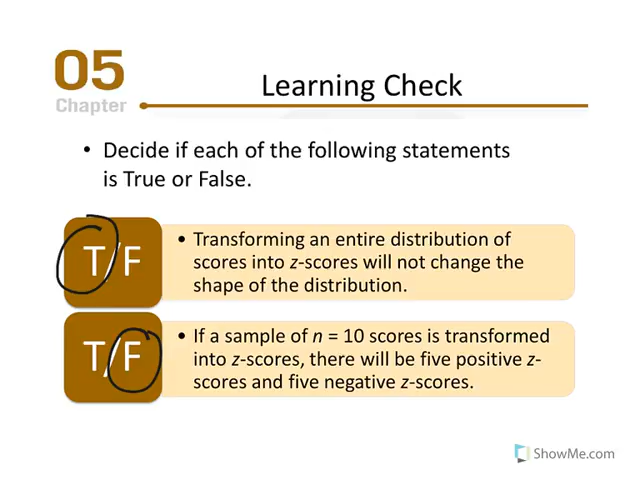 05
Chapter
Learning Check
• Decide if each of the following statements
is True or False.
T/F
• Transforming an entire distribution of
scores into z-scores will not change the
shape of the distribution.
T/F
• If a sample of n = 10 scores is transformed
into z-scores, there will be five positive z-
scores and five negative z-scores.
ShowMe.com